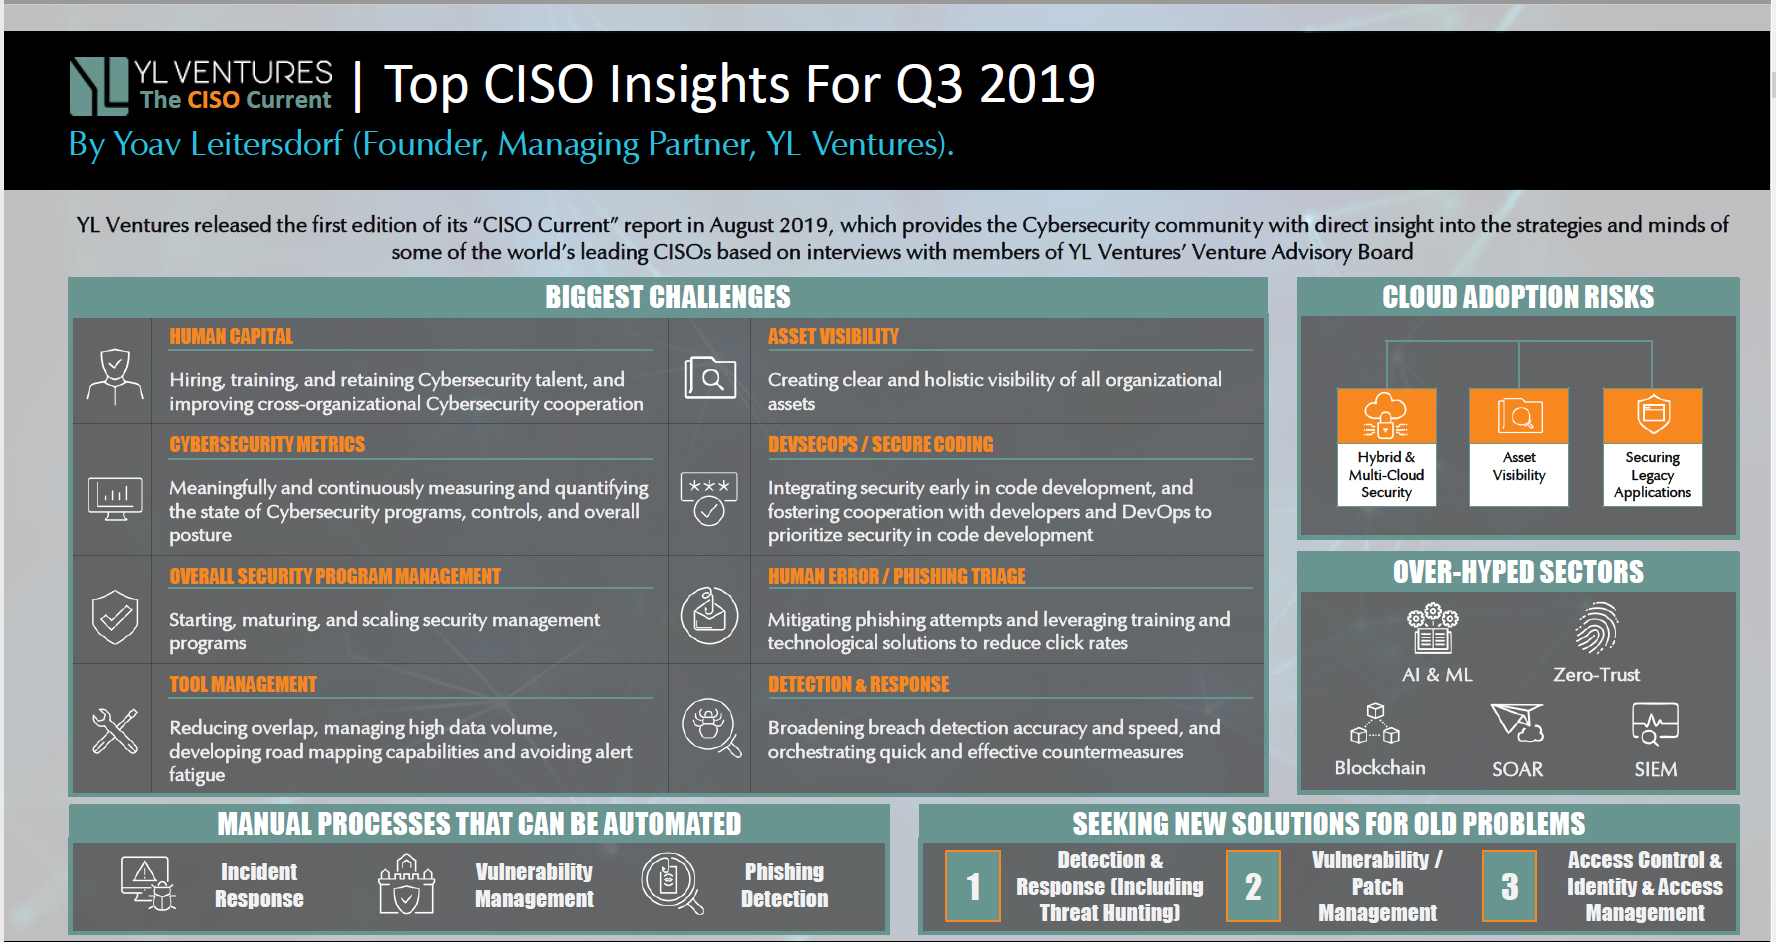 YL VENTURES
The CISO Current
| Top CISO Insights For Q3 2019
By Yoav Leitersdorf (Founder, Managing Partner, YL Ventures).
YL Ventures released the first edition of its “CISO Current” report in August 2019, which provides the Cybersecurity community with direct insight into the strategies and minds of
some of the world’s leading CISOs based on interviews with members of YL Ventures’ Venture Advisory Board
BIGGEST CHALLENGES
HUMAN CAPITAL
Hiring, training, and retaining Cybersecurity talent, and
improving cross-organizational Cybersecurity cooperation
ASSET VISIBILITY
Creating clear and holistic visibility of all organizational
assets
CYBERSECURITY METRICS
Meaningfully and continuously measuring and quantifying
the state of Cybersecurity programs, controls, and overall
posture
DEVSECOPS / SECURE CODING
Integrating security early in code development, and
fostering cooperation with developers and DevOps to
prioritize security in code development
OVERALL SECURITY PROGRAM MANAGEMENT
Starting, maturing, and scaling security management
programs
HUMAN ERROR / PHISHING TRIAGE
Mitigating phishing attempts and leveraging training and
technological solutions to reduce click rates
TOOL MANAGEMENT
Reducing overlap, managing high data volume,
developing road mapping capabilities and avoiding alert
fatigue
DETECTION & RESPONSE
Broadening breach detection accuracy and speed, and
orchestrating quick and effective countermeasures
CLOUD ADOPTION RISKS
Hybrid &
Multi-Cloud
Security
Asset
Visibility
Securing
Legacy
Applications
OVER-HYPED SECTORS
AI & ML
Zero-Trust
Blockchain
SOAR
SIEM
MANUAL PROCESSES THAT CAN BE AUTOMATED
Incident
Response
Vulnerability
Management
Phishing
Detection
SEEKING NEW SOLUTIONS FOR OLD PROBLEMS
1
Detection &
Response (Including
Threat Hunting)
2
Vulnerability /
Patch
Management
3
Access Control &
Identity & Access
Management